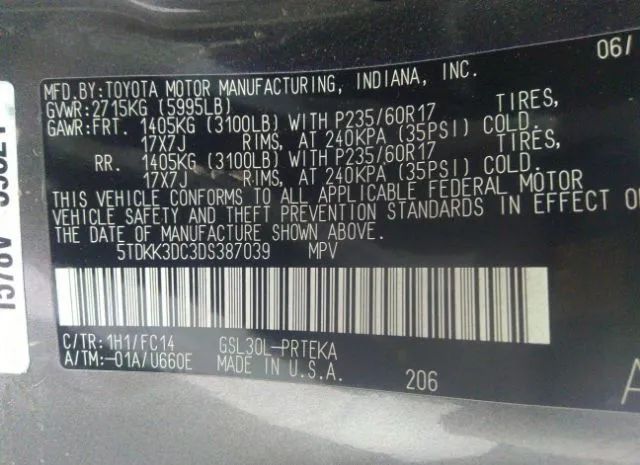 06/
MFD.BY:TOYOTA MOTOR MANUFACTURING, INDIANA, INC.
GVWR:2715KG (5995LB)
GAWR:FRT. 1405KG (3100LB) WITH P235/60R17 TIRES,
17X7J RIMS, AT 240KPA (35PSI) COLD.
RR. 1405KG (3100LB) WITH P235/60R17 TIRES,
17X7J RIMS, AT 240KPA (35PSI) COLD.
THIS VEHICLE CONFORMS TO ALL APPLICABLE FEDERAL MOTOR
VEHICLE SAFETY AND THEFT PREVENTION STANDARDS IN EFFECT
THE DATE OF MANUFACTURE SHOWN ABOVE.
5TDKK3DC3DS387039 MPV
C/TR:1H1/FC14 GSL30L-PRTEKA
A/TM:-01A/U660E MADE IN U.S.A. 206